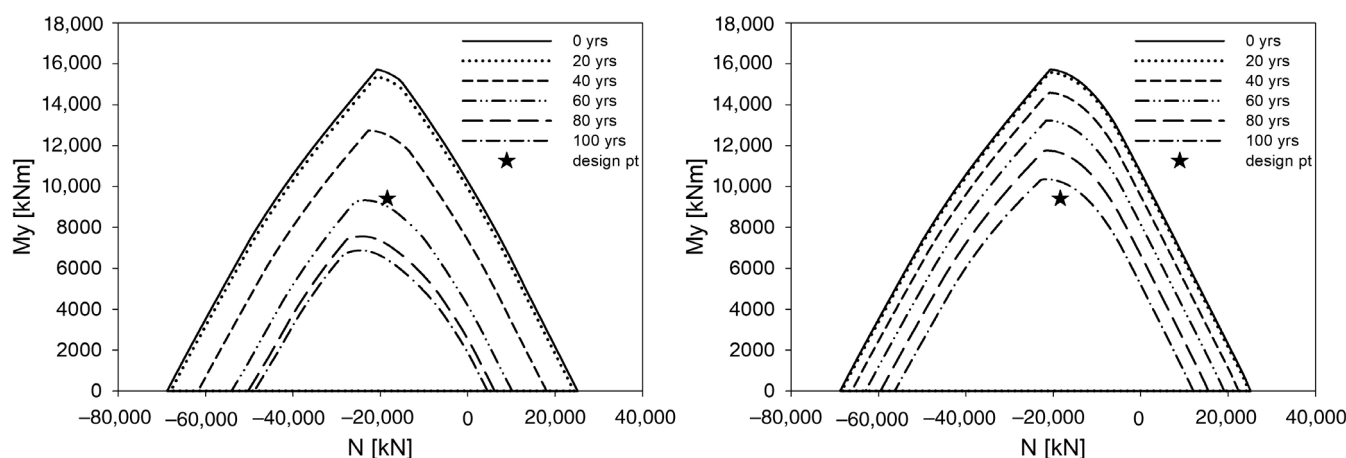 18,000
16,000
14,000
12,000
10,000
8000
6000
4000
2000
0
My [kNm]
–80,000
–60,000
–40,000
–20,000
0
20,000
40,000
N [kN]
0 yrs
20 yrs
40 yrs
60 yrs
80 yrs
100 yrs
design pt
18,000
16,000
14,000
12,000
10,000
8000
6000
4000
2000
0
My [kNm]
–80,000
–60,000
–40,000
–20,000
0
20,000
40,000
N [kN]
0 yrs
20 yrs
40 yrs
60 yrs
80 yrs
100 yrs
design pt